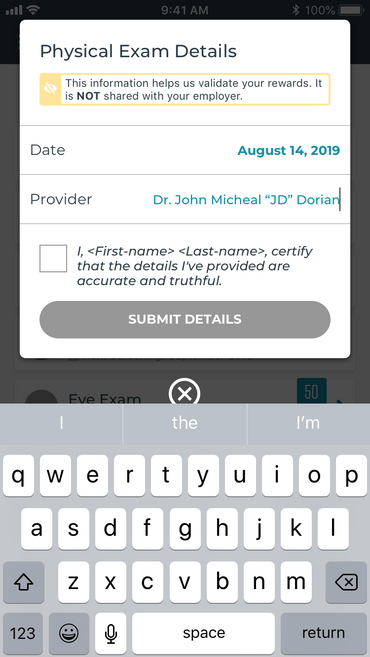 9:41 AM
100%
Physical Exam Details
This information helps us validate your rewards. It
is NOT shared with your employer.
Date
August 14, 2019
Provider
Dr. John Micheal “JD” Dorian
I, <First-name> <Last-name>, certify
that the details I've provided are
accurate and truthful.
SUBMIT DETAILS
Eye Exam
50
I
the
I’m
q w e r t y u i o p
a s d f g h j k l
z x c v b n m
123
space
return